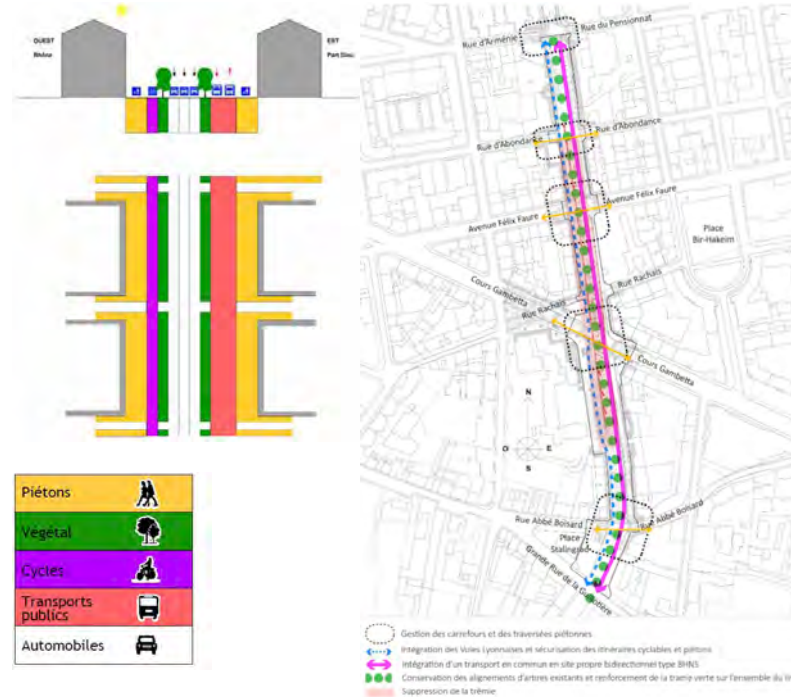 OUEST
Rhône
EST
Part Dieu
Piétons
Végétal
Cycles
Transports
publics
Automobiles
Rue d'Arménie
Rue du Pensionnat
Rue d'Abondance
Rue d'Abondance
Avenue Félix Faure
Avenue Félix Faure
Place
Bir-Hakeim
Cours Gambetta
Rue Rachais
Rue Rachais
Cours Gambetta
N
O
E
S
Rue Abbé Boisard
Rue Abbé Boisard
Place
Stalingrad
Grande Rue de la Guillotière
Gestion des carrefours et des traversées piétonnes
Intégration des Voies Lyonnaises et sécurisation des itinéraires cyclables et piétons
Intégration d'un transport en commun en site propre bidirectionnel type BHNS
Conservation des alignements d'arbres existants et renforcement de la trame verte sur l'ensemble du
Suppression de la trémie